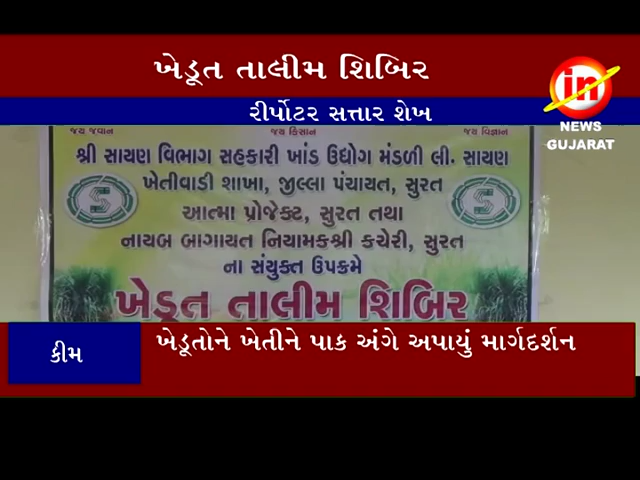 ખેડૂત તાલીમ શિબિર
રીર્પોટર સત્તાર શેખ
in
NEWS
GUJARAT
જય જવાન જય કિસાન જય વિજ્ઞાન
શ્રી સાયણ વિભાગ સહકારી ખાંડ ઉદ્યોગ મંડળી લી. સાયણ
ખેતીવાડી શાખા, જીલ્લા પંચાયત, સુરત
આત્મા પ્રોજેક્ટ, સુરત તથા
નાયબ બાગાયત નિયામકશ્રી કચેરી, સુરત
ના સંયુક્ત ઉપક્રમે
ખેડૂત તાલીમ શિબિર
કીમ
ખેડૂતોને ખેતીને પાક અંગે અપાયું માર્ગદર્શન